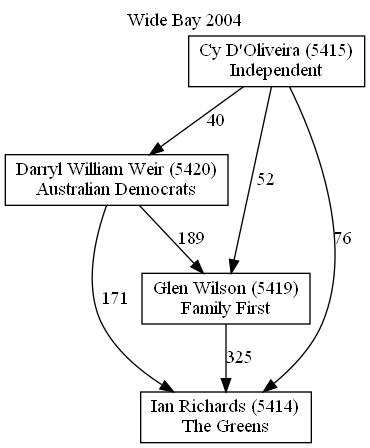 Wide Bay 2004
Cy D'Oliveira (5415)
Independent
40
52
76
Darryl William Weir (5420)
Australian Democrats
189
171
Glen Wilson (5419)
Family First
325
Ian Richards (5414)
The Greens